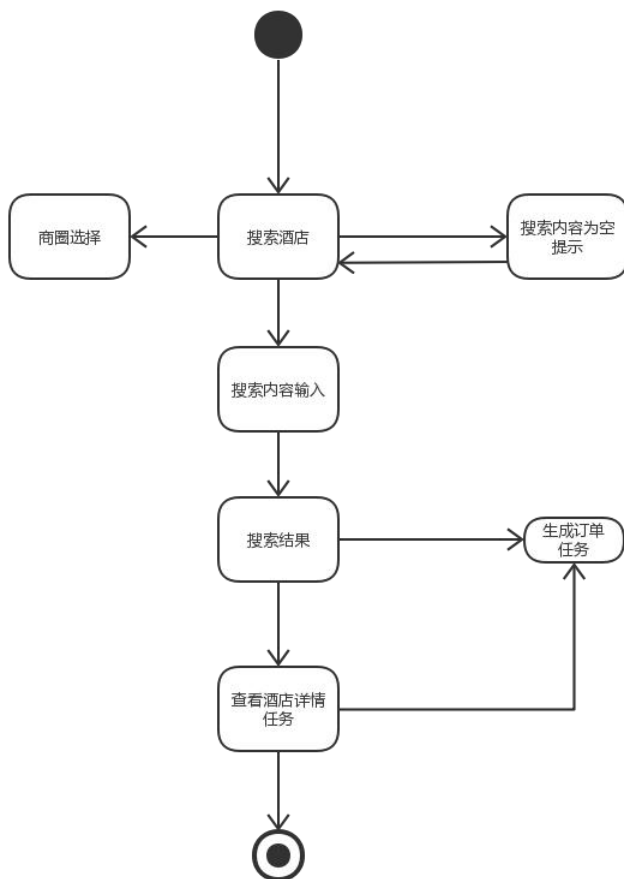 商圈选择
搜索酒店
搜索内容为空
提示
搜索内容输入
搜索结果
生成订单
任务
查看酒店详情
任务